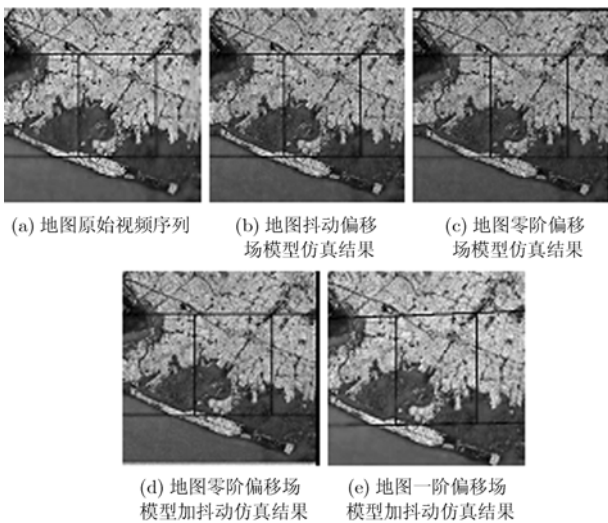 (a) 地图原始视频序列
(b) 地图抖动偏移
场模型仿真结果
(c) 地图零阶偏移
场模型仿真结果
(d) 地图零阶偏移场
模型加抖动仿真结果
(e) 地图一阶偏移场
模型加抖动仿真结果